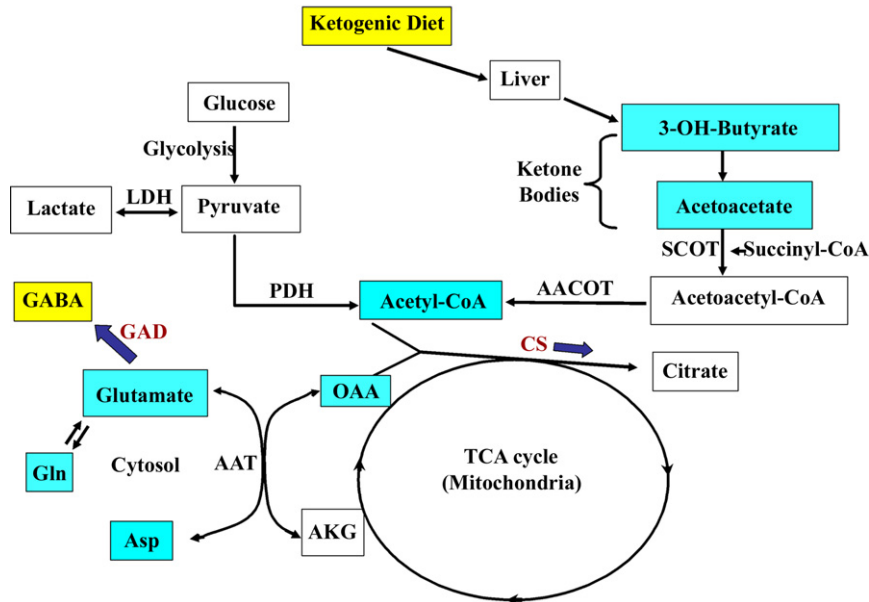 Ketogenic Diet
Liver
Glucose
3-OH-Butyrate
Glycolysis
Ketone
Bodies
LDH
Lactate
Pyruvate
Acetoacetate
SCOT
Succinyl-CoA
GABA
PDH
Acetyl-CoA
AACOT
Acetoacetyl-CoA
GAD
CS
Citrate
Glutamate
OAA
Gln
Cytosol
AAT
TCA cycle
(Mitochondria)
Asp
AKG